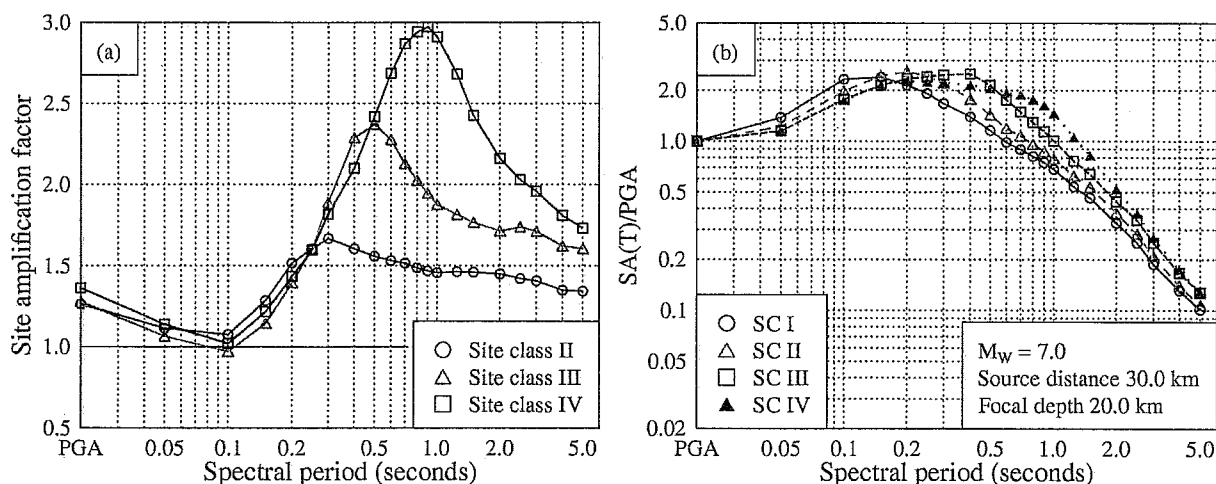 (a)
Site amplification factor
3.0
2.5
2.0
1.5
1.0
0.5
Site class II
Site class III
Site class IV
PGA 0.05 0.1 0.2 0.5 1.0 2.0 5.0
Spectral period (seconds)
(b)
SA(T)/PGA
5.0
2.0
1.0
0.5
0.2
0.1
0.05
0.02
SC I
SC II
SC III
SC IV
M_W = 7.0
Source distance 30.0 km
Focal depth 20.0 km
PGA 0.05 0.1 0.2 0.5 1.0 2.0 5.0
Spectral period (seconds)